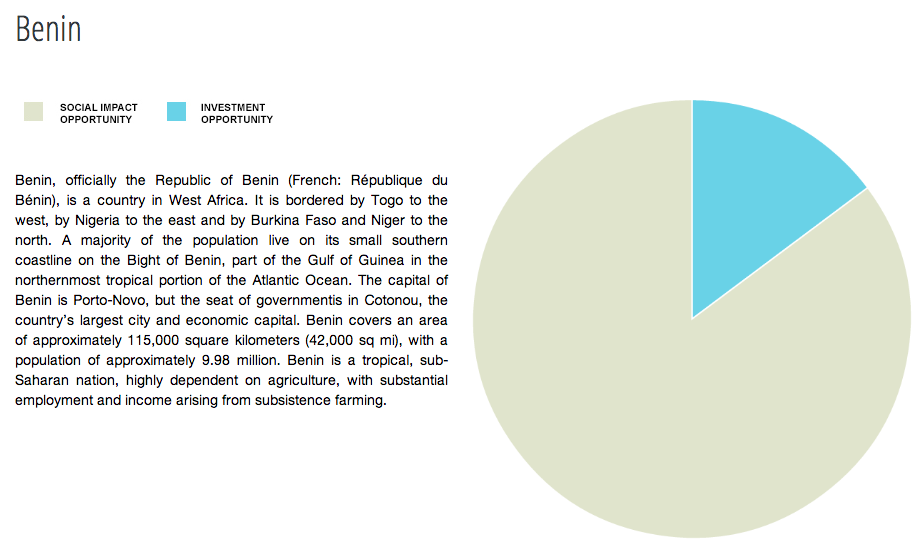 Benin
SOCIAL IMPACT
OPPORTUNITY
INVESTMENT
OPPORTUNITY
Benin, officially the Republic of Benin (French: République du
Bénin), is a country in West Africa. It is bordered by Togo to the
west, by Nigeria to the east and by Burkina Faso and Niger to the
north. A majority of the population live on its small southern
coastline on the Bight of Benin, part of the Gulf of Guinea in the
northernmost tropical portion of the Atlantic Ocean. The capital of
Benin is Porto-Novo, but the seat of governmentis in Cotonou, the
country’s largest city and economic capital. Benin covers an area
of approximately 115,000 square kilometers (42,000 sq mi), with a
population of approximately 9.98 million. Benin is a tropical, sub-
Saharan nation, highly dependent on agriculture, with substantial
employment and income arising from subsistence farming.